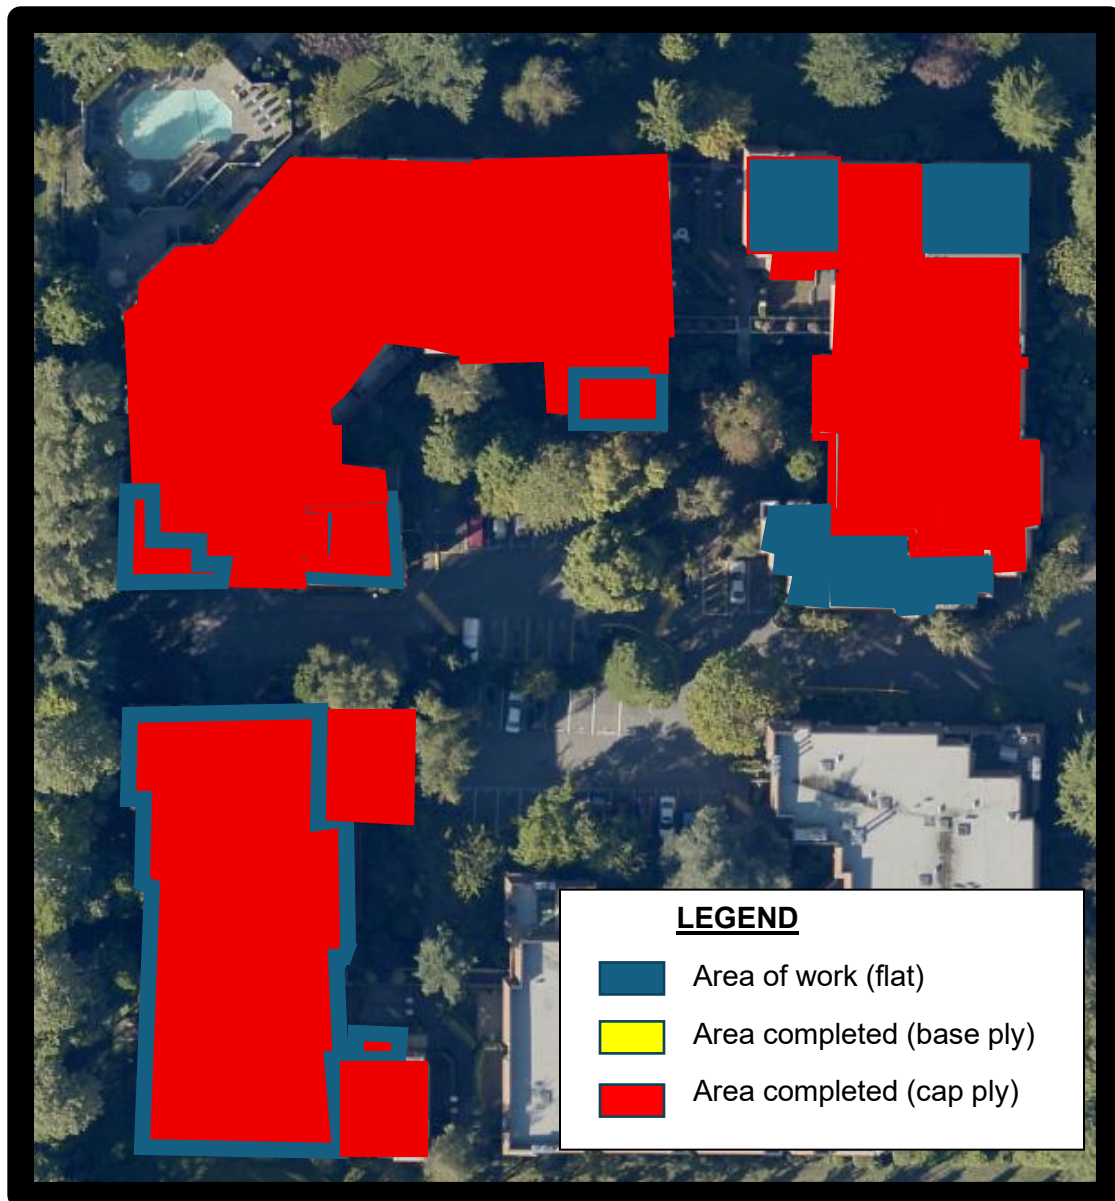 LEGEND
Area of work (flat)
Area completed (base ply)
Area completed (cap ply)